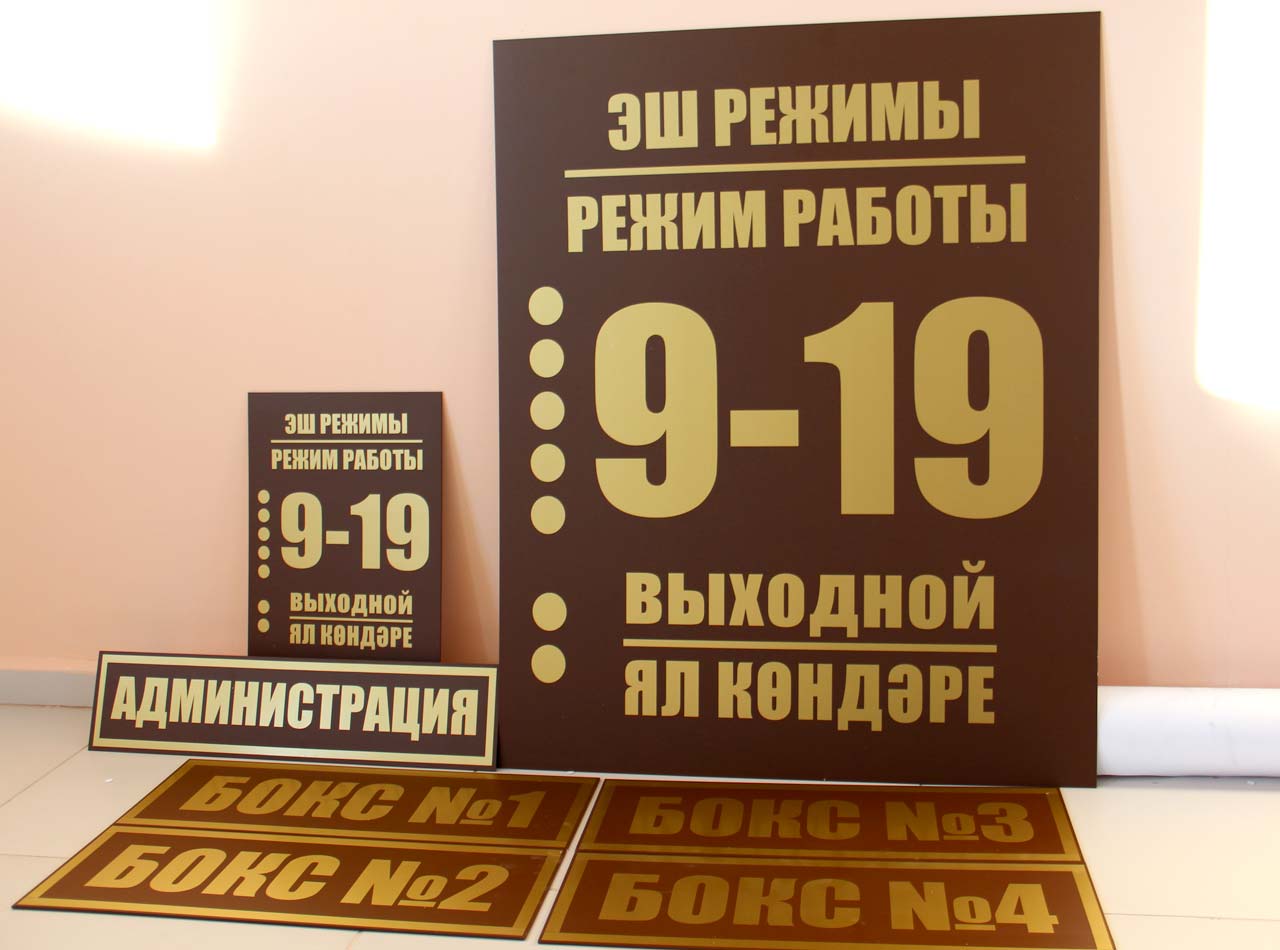 ЭШ РЕЖИМЫ
РЕЖИМ РАБОТЫ
9-19
ВЫХОДНОЙ
ЯЛ КӨНДӘРЕ
ЭШ РЕЖИМЫ
РЕЖИМ РАБОТЫ
9-19
ВЫХОДНОЙ
ЯЛ КӨНДӘРЕ
АДМИНИСТРАЦИЯ
БОКС №1
БОКС №2
БОКС №3
БОКС №4